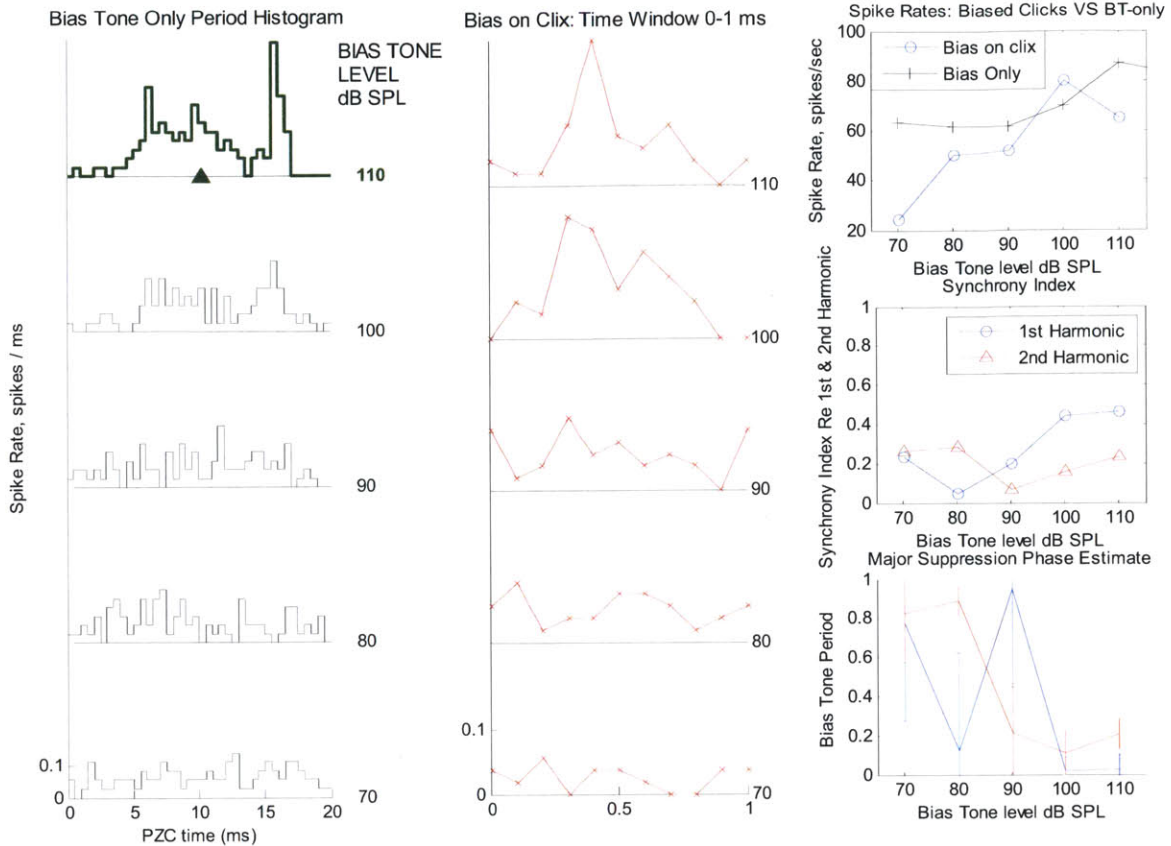 Bias Tone Only Period Histogram
BIAS TONE
LEVEL
dB SPL
110
100
90
80
70
Spike Rate, spikes / ms
0.1
0
0 5 10 15 20
PZC time (ms)
Bias on Clix: Time Window 0-1 ms
110
100
90
80
70
0.1
0
0 0.5 1
Spike Rates: Biased Clicks VS BT-only
Bias on clix
Bias Only
Spike Rate, spikes/sec
100
80
60
40
20
70 80 90 100 110
Bias Tone level dB SPL
Synchrony Index
1st Harmonic
2nd Harmonic
Synchrony Index Re 1st & 2nd Harmonic
1
0.8
0.6
0.4
0.2
0
70 80 90 100 110
Bias Tone level dB SPL
Major Suppression Phase Estimate
Bias Tone Period
1
0.8
0.6
0.4
0.2
0
70 80 90 100 110
Bias Tone level dB SPL